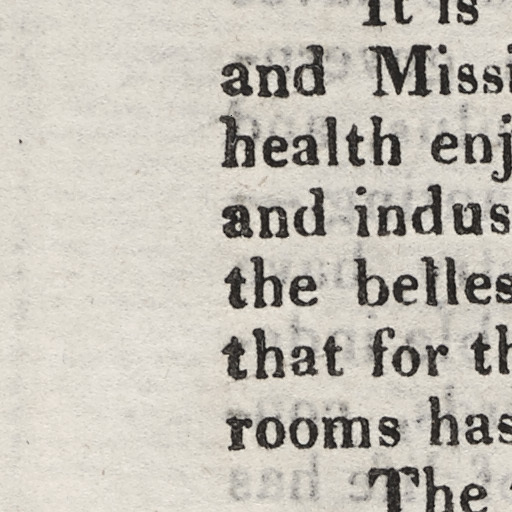 It is
and Missi
health enj
and indus
the belles
that for th
rooms has
The